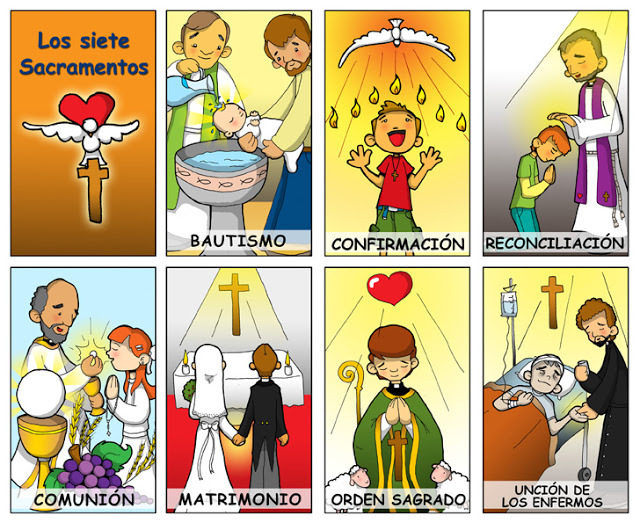 Los siete
Sacramentos
BAUTISMO
CONFIRMACIÓN
RECONCILIACIÓN
COMUNIÓN
MATRIMONIO
ORDEN SAGRADO
UNCIÓN DE
LOS ENFERMOS